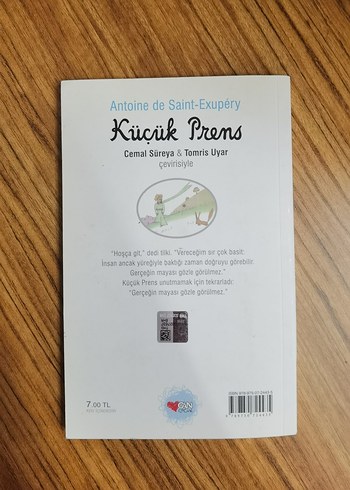 Antoine de Saint-Exupéry
Küçük Prens
Cemal Süreya & Tomris Uyar
çevirisiyle
"Hoşça git," dedi tilki. "Vereceğim sır çok basit:
İnsan ancak yüreğiyle baktığı zaman doğruyu görebilir.
Gerçeğin mayası gözle görülmez."
Küçük Prens unutmamak için tekrarladı:
"Gerçeğin mayası gözle görülmez."
7.00 TL
CAN